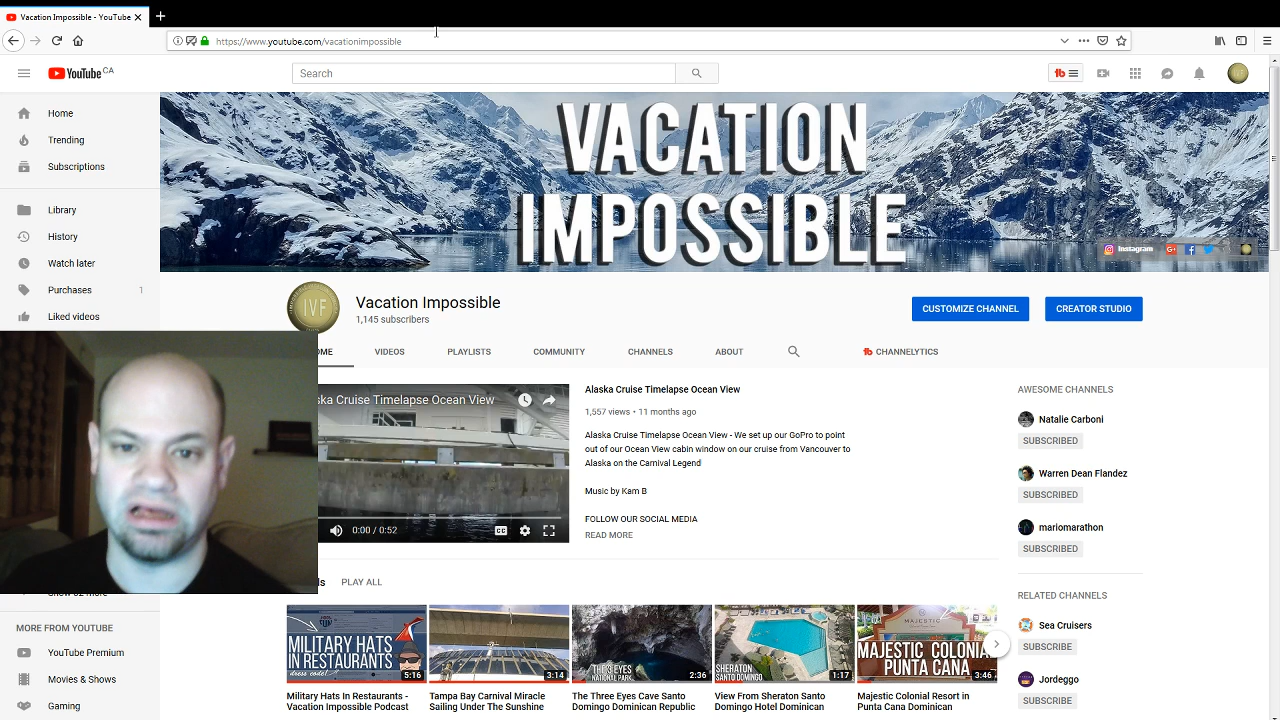 Vacation Impossible - YouTube
https://www.youtube.com/vacationimpossible
YouTube CA
Search
Home
Trending
Subscriptions
Library
History
Watch later
Purchases 1
Liked videos
MORE FROM YOUTUBE
YouTube Premium
Movies & Shows
Gaming
VACATION
IMPOSSIBLE
Instagram
IVF
Vacation Impossible
1,145 subscribers
CUSTOMIZE CHANNEL
CREATOR STUDIO
OME
VIDEOS
PLAYLISTS
COMMUNITY
CHANNELS
ABOUT
CHANNELYTICS
ska Cruise Timelapse Ocean View
0:00 / 0:52
Alaska Cruise Timelapse Ocean View
1,557 views • 11 months ago
Alaska Cruise Timelapse Ocean View - We set up our GoPro to point
out of our Ocean View cabin window on our cruise from Vancouver to
Alaska on the Carnival Legend
Music by Kam B
FOLLOW OUR SOCIAL MEDIA
READ MORE
AWESOME CHANNELS
Natalie Carboni
SUBSCRIBED
Warren Dean Flandez
SUBSCRIBED
mariomarathon
SUBSCRIBED
RELATED CHANNELS
Sea Cruisers
SUBSCRIBE
Jordeggo
SUBSCRIBE
PLAY ALL
MILITARY HATS
IN RESTAURANTS
dress code!
5:16
3:14
THE 3 EYES
NATIONAL PARK
2:36
SHERATON
SANTO
DOMINGO
1:17
MAJESTIC
MAJESTIC COLONIAL
PUNTA CANA
3:46
Military Hats In Restaurants -
Vacation Impossible Podcast
Tampa Bay Carnival Miracle
Sailing Under The Sunshine
The Three Eyes Cave Santo
Domingo Dominican Republic
View From Sheraton Santo
Domingo Hotel Dominican
Majestic Colonial Resort in
Punta Cana Dominican